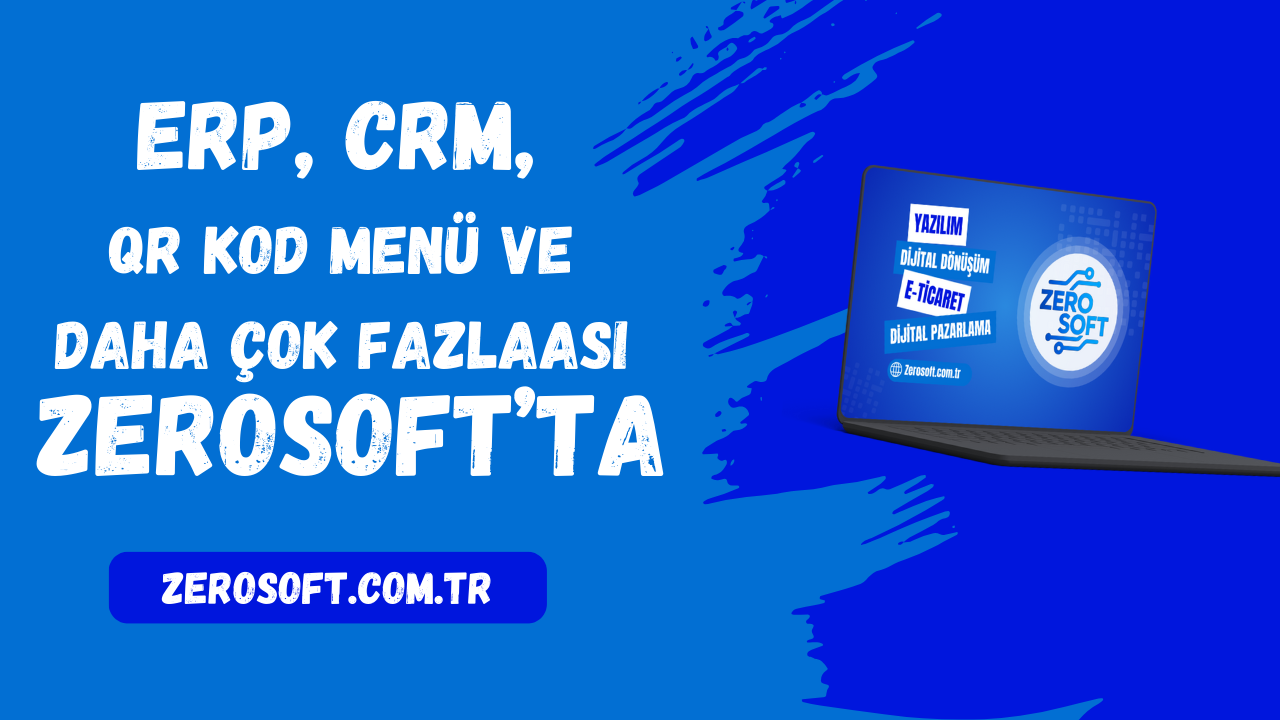 ERP, CRM,
QR KOD MENÜ VE
DAHA ÇOK FAZLAASI
ZEROSOFT'TA
ZEROSOFT.COM.TR
YAZILIM
DİJİTAL DÖNÜŞÜM
E-TİCARET
DİJİTAL PAZARLAMA
Zerosoft.com.tr
ZERO
SOFT